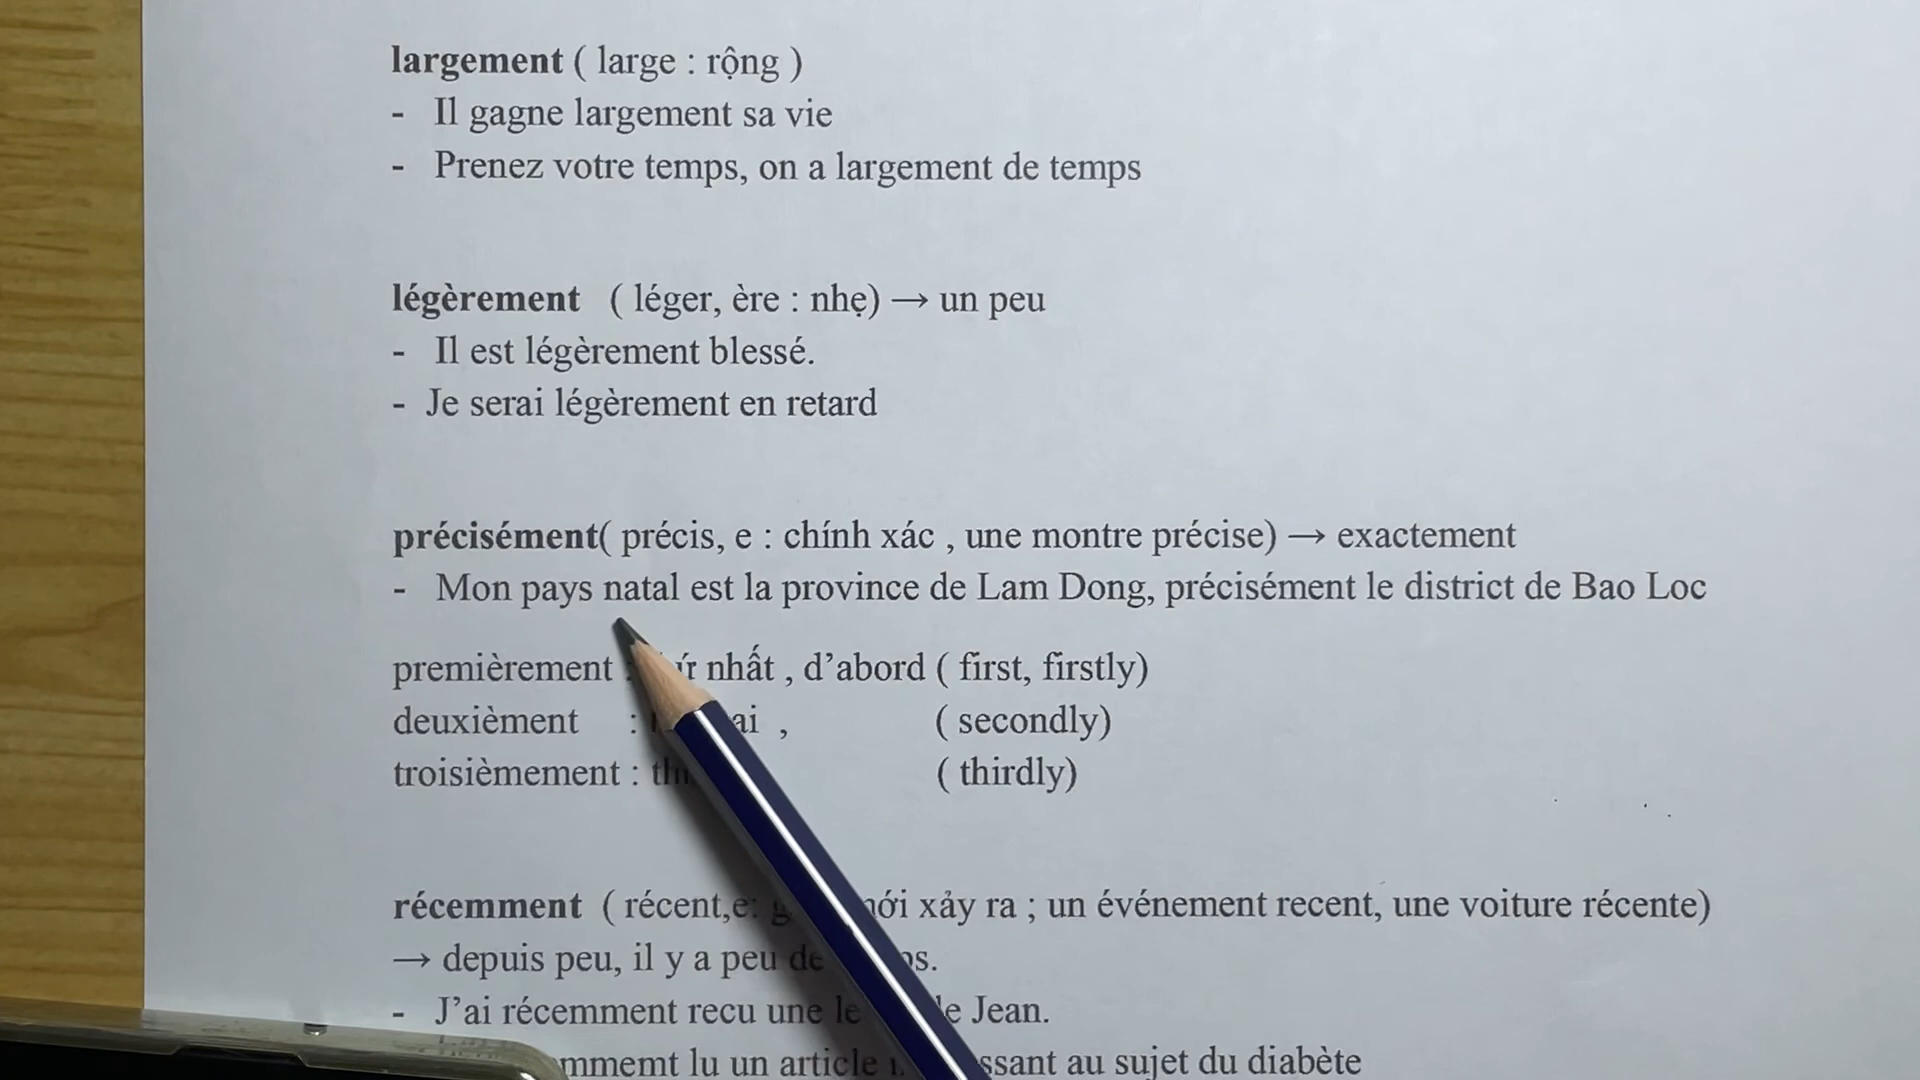 largement ( large : rộng )
- Il gagne largement sa vie
- Prenez votre temps, on a largement de temps
légèrement ( léger, ère : nhẹ) → un peu
- Il est légèrement blessé.
- Je serai légèrement en retard
précisément( précis, e : chính xác , une montre précise) → exactement
- Mon pays natal est la province de Lam Dong, précisément le district de Bao Loc
premièrement : nhất , d’abord ( first, firstly)
deuxièment : , ( secondly)
troisièmement : ( thirdly)
récemment ( récent,e: xảy ra ; un événement recent, une voiture récente)
→ depuis peu, il y a peu de
- J’ai récemment recu une Jean.
lu un article au sujet du diabète